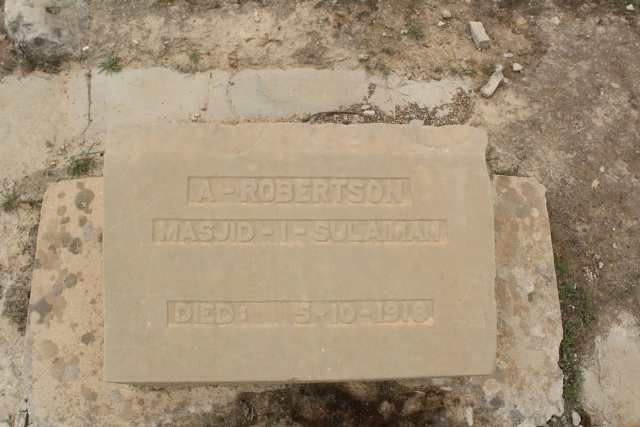 A - ROBERTSON
MASJID - I - SULAIMAN
DIED: 5-10-1918